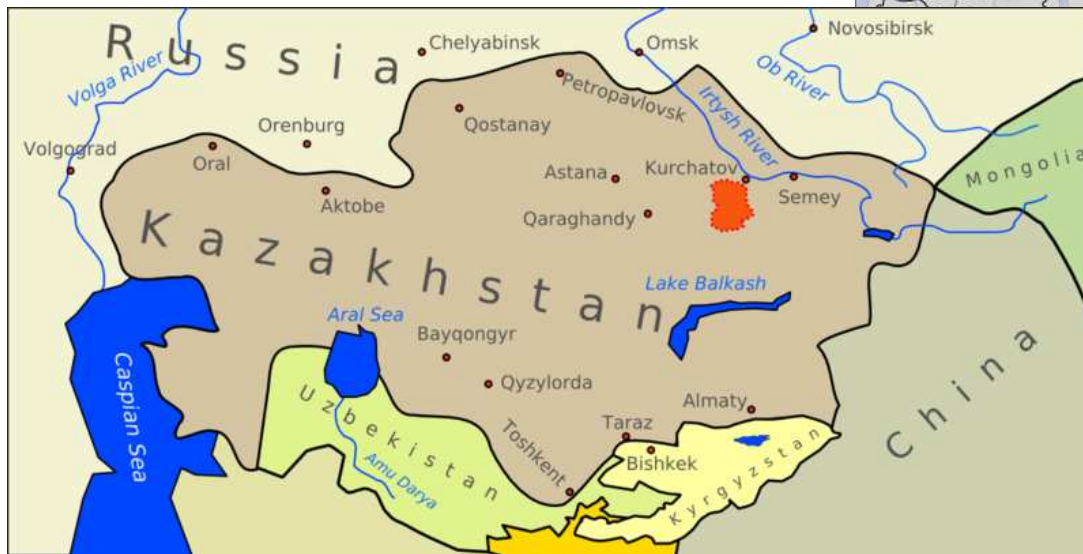 Russia
Chelyabinsk
Omsk
Novosibirsk
Volga River
Ob River
Petropavlovsk
Irtysh River
Qostanay
Orenburg
Volgograd
Oral
Astana
Kurchatov
Mongolia
Aktobe
Semey
Qaraghandy
Kazakhstan
Lake Balkash
Aral Sea
Bayqongyr
Caspian Sea
Qyzylorda
China
Uzbekistan
Almaty
Taraz
Toshkent
Bishkek
Amu Darya
Kyrgyzstan